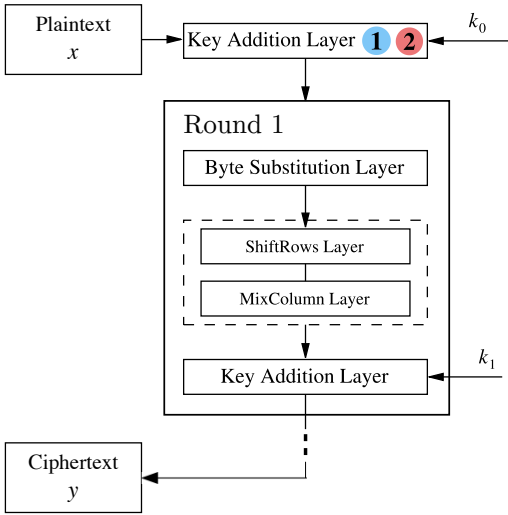 Plaintext
x
Key Addition Layer 1 2
k0
Round 1
Byte Substitution Layer
ShiftRows Layer
MixColumn Layer
Key Addition Layer
k1
Ciphertext
y